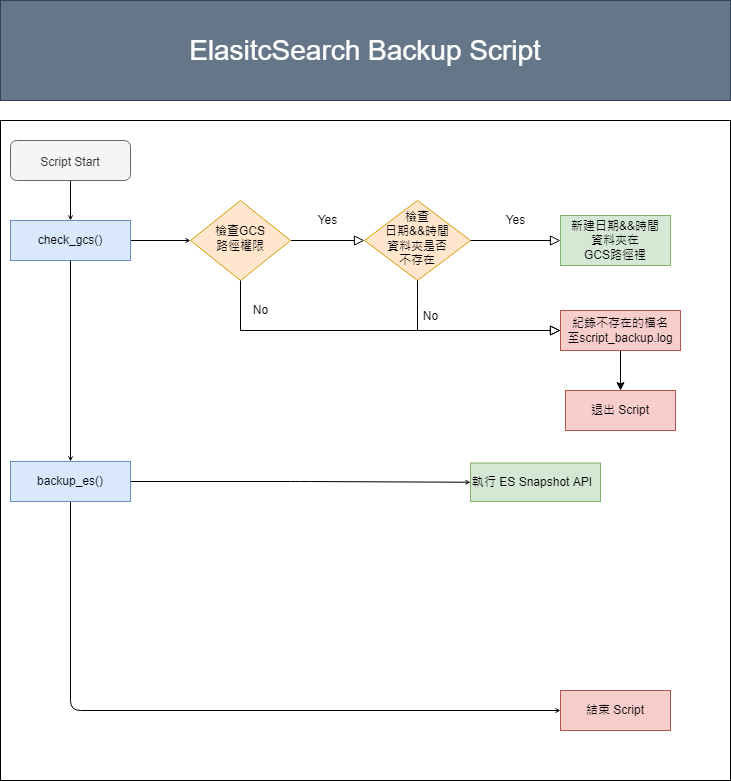 ElasitcSearch Backup Script
Script Start
check_gcs()
檢查GCS
路徑權限
Yes
檢查
日期&&時間
資料夾是否
不存在
Yes
新建日期&&時間
資料夾在
GCS路徑裡
No
No
紀錄不存在的檔名
至script_backup.log
退出 Script
backup_es()
執行 ES Snapshot API
結束 Script